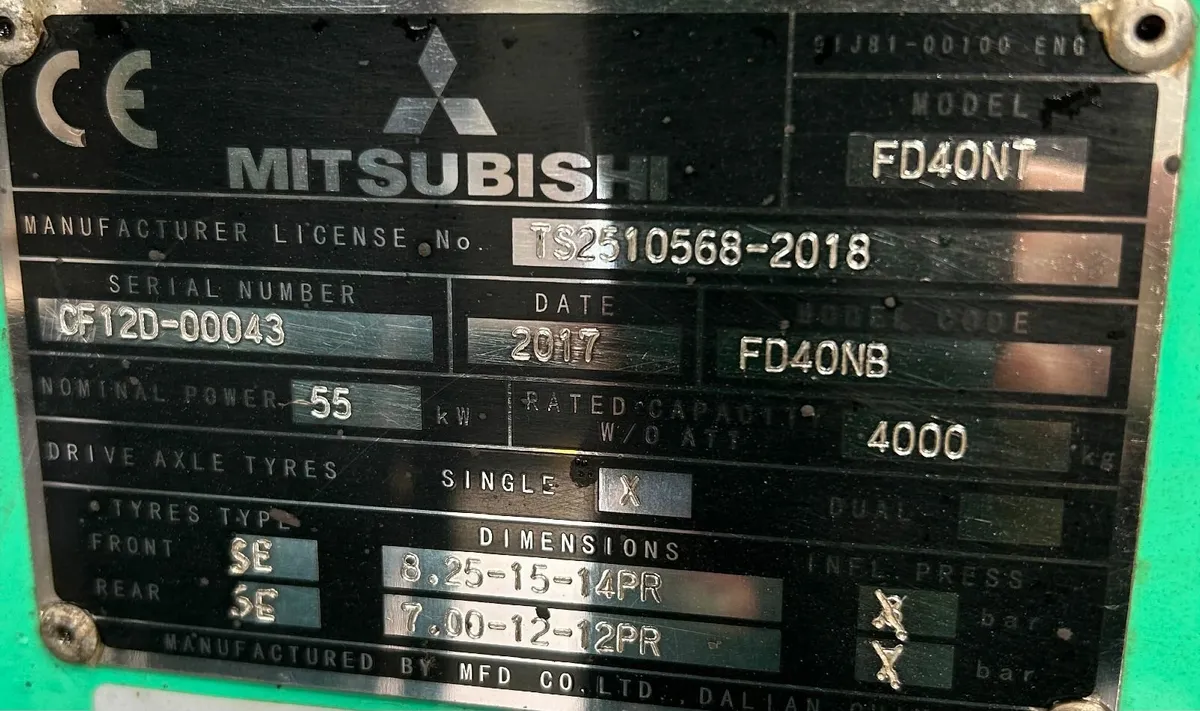 CE
MITSUBISHI
91J81-00100 ENG
MODEL
FD40NT
MANUFACTURER LICENSE No. TS2510568-2018
SERIAL NUMBER
CF12D-00043
DATE
2017
MODEL CODE
FD40NB
NOMINAL POWER 55 kW
RATED CAPACITY
W/O ATT 4000 kg
DRIVE AXLE TYRES SINGLE X DUAL
TYRES TYPE DIMENSIONS INFL PRESS
FRONT SE 8.25-15-14PR X bar
REAR SE 7.00-12-12PR X bar
MANUFACTURED BY MFD CO.LTD., DALIAN